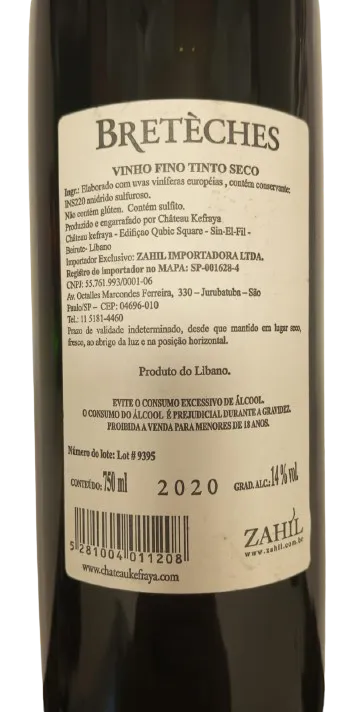 BRETÈCHES
VINHO FINO TINTO SECO
Ingr.: Elaborado com uvas viníferas européias, contém conservante:
INS220 anidrido sulfuroso.
Não contém glúten. Contém sulfito.
Produzido e engarrafado por Château Kefraya
Château kefraya - Edifiçao Qubic Square - Sin-El-Fil -
Beirute- Líbano
Importador Exclusivo: ZAHIL IMPORTADORA LTDA.
Registro de importador no MAPA: SP-001628-4
CNPJ: 55.761.993/0001-06
Av. Octalles Marcondes Ferreira, 330 – Jurubatuba – São
Paulo/SP – CEP: 04696-010
Tel.: 11 5181-4460
Prazo de validade indeterminado, desde que mantido em lugar seco,
fresco, ao abrigo da luz e na posição horizontal.
Produto do Líbano.
EVITE O CONSUMO EXCESSIVO DE ÁLCOOL.
O CONSUMO DO ÁLCOOL É PREJUDICIAL DURANTE A GRAVIDEZ.
PROIBIDA A VENDA PARA MENORES DE 18 ANOS.
Número do lote: Lot # 9395
CONTEÚDO: 750 ml 2020 GRAD. ALC.: 14 % vol.
5 281004 011208
ZAHIL
www.zahil.com.br
www.chateaukefraya.com